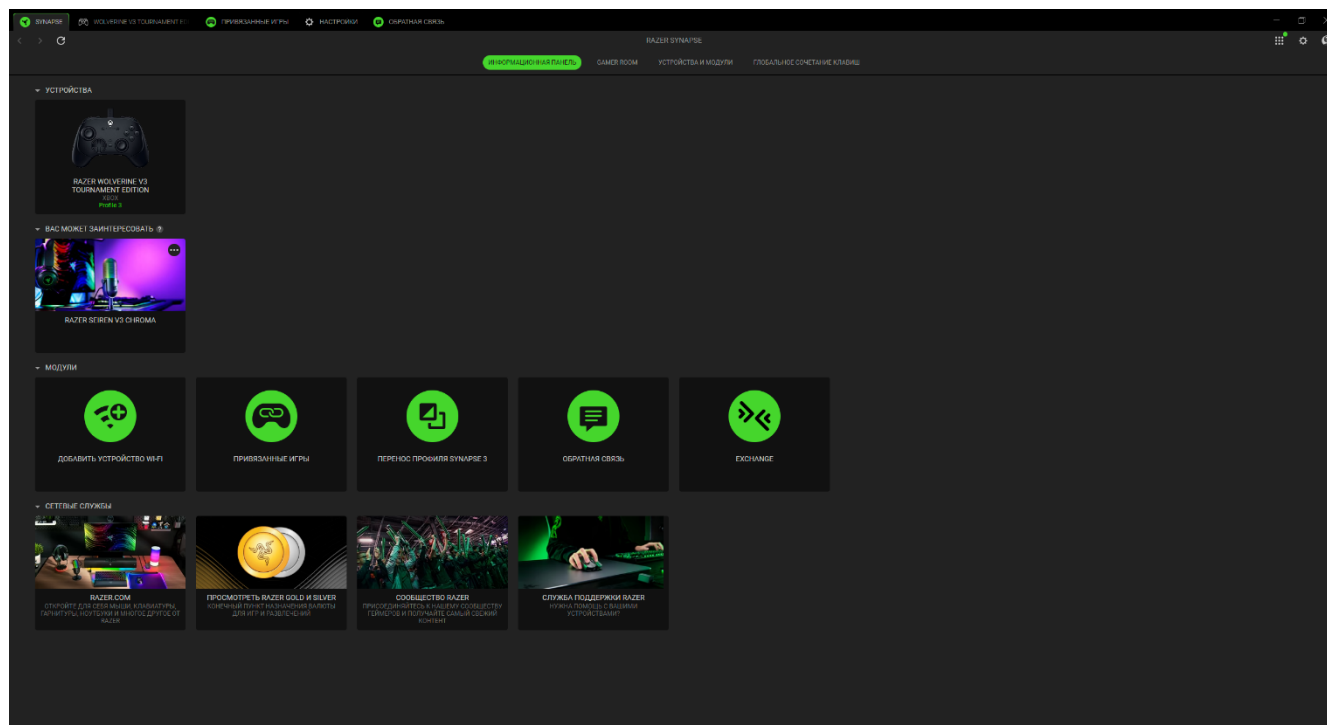 SYNAPSE
WOLVERINE V3 TOURNAMENT
ПРИВЯЗАННЫЕ ИГРЫ
НАСТРОЙКИ
ОБРАТНАЯ СВЯЗЬ
RAZER SYNAPSE
ИНФОРМАЦИОННАЯ ПАНЕЛЬ
GAMER ROOM
УСТРОЙСТВА И МОДУЛИ
ГЛОБАЛЬНОЕ СОЧЕТАНИЕ КЛАВИШ
УСТРОЙСТВА
RAZER WOLVERINE V3
TOURNAMENT EDITION
XBOX
Profile 3
ВАС МОЖЕТ ЗАИНТЕРЕСОВАТЬ ?
RAZER SEIREN V3 CHROMA
МОДУЛИ
ДОБАВИТЬ УСТРОЙСТВО WI-FI
ПРИВЯЗАННЫЕ ИГРЫ
ПЕРЕНОС ПРОФИЛЯ SYNAPSE 3
ОБРАТНАЯ СВЯЗЬ
EXCHANGE
СЕТЕВЫЕ СЛУЖБЫ
RAZER.COM
ОТКРОЙТЕ ДЛЯ СЕБЯ МЫШИ, КЛАВИАТУРЫ,
ГАРНИТУРЫ, НОУТБУКИ И МНОГОЕ ДРУГОЕ ОТ
RAZER
ПРОСМОТРЕТЬ RAZER GOLD И SILVER
КОНЕЧНЫЙ ПУНКТ НАЗНАЧЕНИЯ ВАЛЮТЫ
ДЛЯ ИГР И РАЗВЛЕЧЕНИЙ
СООБЩЕСТВО RAZER
ПРИСОЕДИНЯЙТЕСЬ К НАШЕМУ СООБЩЕСТВУ
ГЕЙМЕРОВ И ПОЛУЧАЙТЕ САМЫЙ СВЕЖИЙ
КОНТЕНТ
СЛУЖБА ПОДДЕРЖКИ RAZER
НУЖНА ПОМОЩЬ С ВАШИМИ
УСТРОЙСТВАМИ?